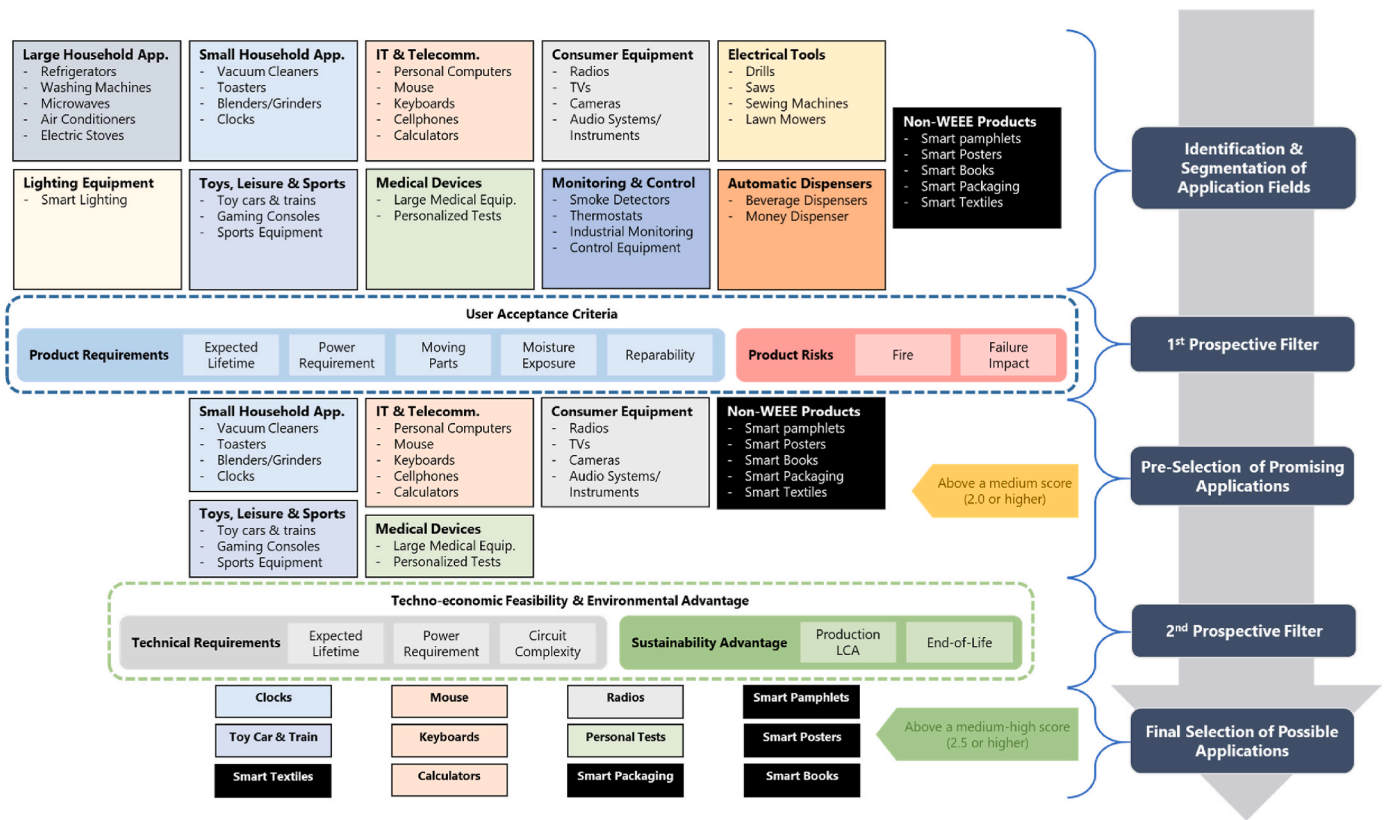 Large Household App.
- Refrigerators
- Washing Machines
- Microwaves
- Air Conditioners
- Electric Stoves
Small Household App.
- Vacuum Cleaners
- Toasters
- Blenders/Grinders
- Clocks
IT & Telecomm.
- Personal Computers
- Mouse
- Keyboards
- Cellphones
- Calculators
Consumer Equipment
- Radios
- TVs
- Cameras
- Audio Systems/
Instruments
Electrical Tools
- Drills
- Saws
- Sewing Machines
- Lawn Mowers
Non-WEEE Products
- Smart pamphlets
- Smart Posters
- Smart Books
- Smart Packaging
- Smart Textiles
Identification &
Segmentation of
Application Fields
Lighting Equipment
- Smart Lighting
Toys, Leisure & Sports
- Toy cars & trains
- Gaming Consoles
- Sports Equipment
Medical Devices
- Large Medical Equip.
- Personalized Tests
Monitoring & Control
- Smoke Detectors
- Thermostats
- Industrial Monitoring
- Control Equipment
Automatic Dispensers
- Beverage Dispensers
- Money Dispenser
User Acceptance Criteria
Product Requirements
Expected
Lifetime
Power
Requirement
Moving
Parts
Moisture
Exposure
Reparability
Product Risks
Fire
Failure
Impact
1st Prospective Filter
Small Household App.
- Vacuum Cleaners
- Toasters
- Blenders/Grinders
- Clocks
IT & Telecomm.
- Personal Computers
- Mouse
- Keyboards
- Cellphones
- Calculators
Consumer Equipment
- Radios
- TVs
- Cameras
- Audio Systems/
Instruments
Non-WEEE Products
- Smart pamphlets
- Smart Posters
- Smart Books
- Smart Packaging
- Smart Textiles
Above a medium score
(2.0 or higher)
Pre-Selection of Promising
Applications
Toys, Leisure & Sports
- Toy cars & trains
- Gaming Consoles
- Sports Equipment
Medical Devices
- Large Medical Equip.
- Personalized Tests
Techno-economic Feasibility & Environmental Advantage
Technical Requirements
Expected
Lifetime
Power
Requirement
Circuit
Complexity
Sustainability Advantage
Production
LCA
End-of-Life
2nd Prospective Filter
Clocks
Mouse
Radios
Smart Pamphlets
Toy Car & Train
Keyboards
Personal Tests
Smart Posters
Smart Textiles
Calculators
Smart Packaging
Smart Books
Above a medium-high score
(2.5 or higher)
Final Selection of Possible
Applications